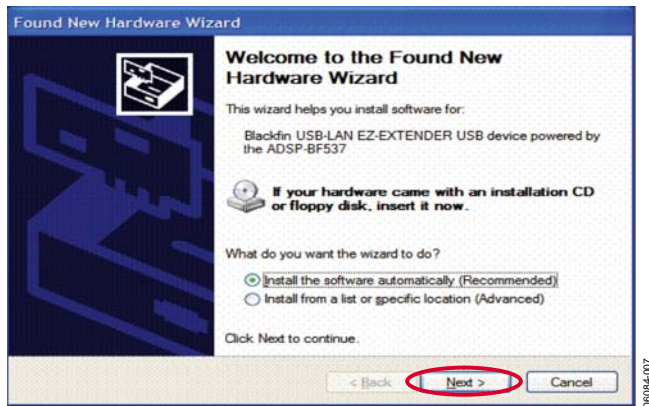 Found New Hardware Wizard
Welcome to the Found New
Hardware Wizard
This wizard helps you install software for:
Blackfin USB-LAN EZ-EXTENDER USB device powered by
the ADSP-BF537
If your hardware came with an installation CD
or floppy disk, insert it now.
What do you want the wizard to do?
Install the software automatically (Recommended)
Install from a list or specific location (Advanced)
Click Next to continue.
< Back
Next >
Cancel
06084-007